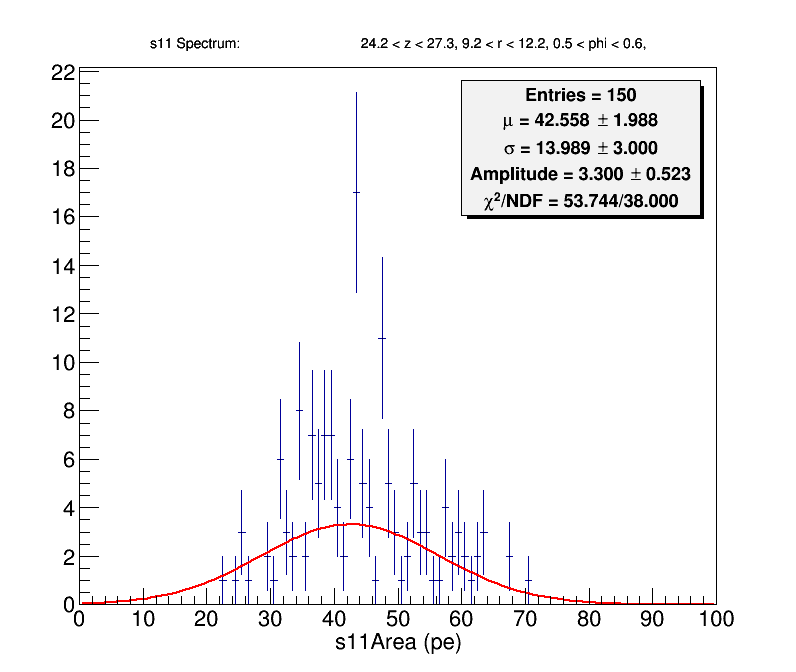 s11 Spectrum: 24.2 < z < 27.3, 9.2 < r < 12.2, 0.5 < phi < 0.6,
Entries = 150
μ = 42.558 ± 1.988
σ = 13.989 ± 3.000
Amplitude = 3.300 ± 0.523
χ²/NDF = 53.744/38.000
22
20
18
16
14
12
10
8
6
4
2
0
0 10 20 30 40 50 60 70 80 90 100
s11Area (pe)